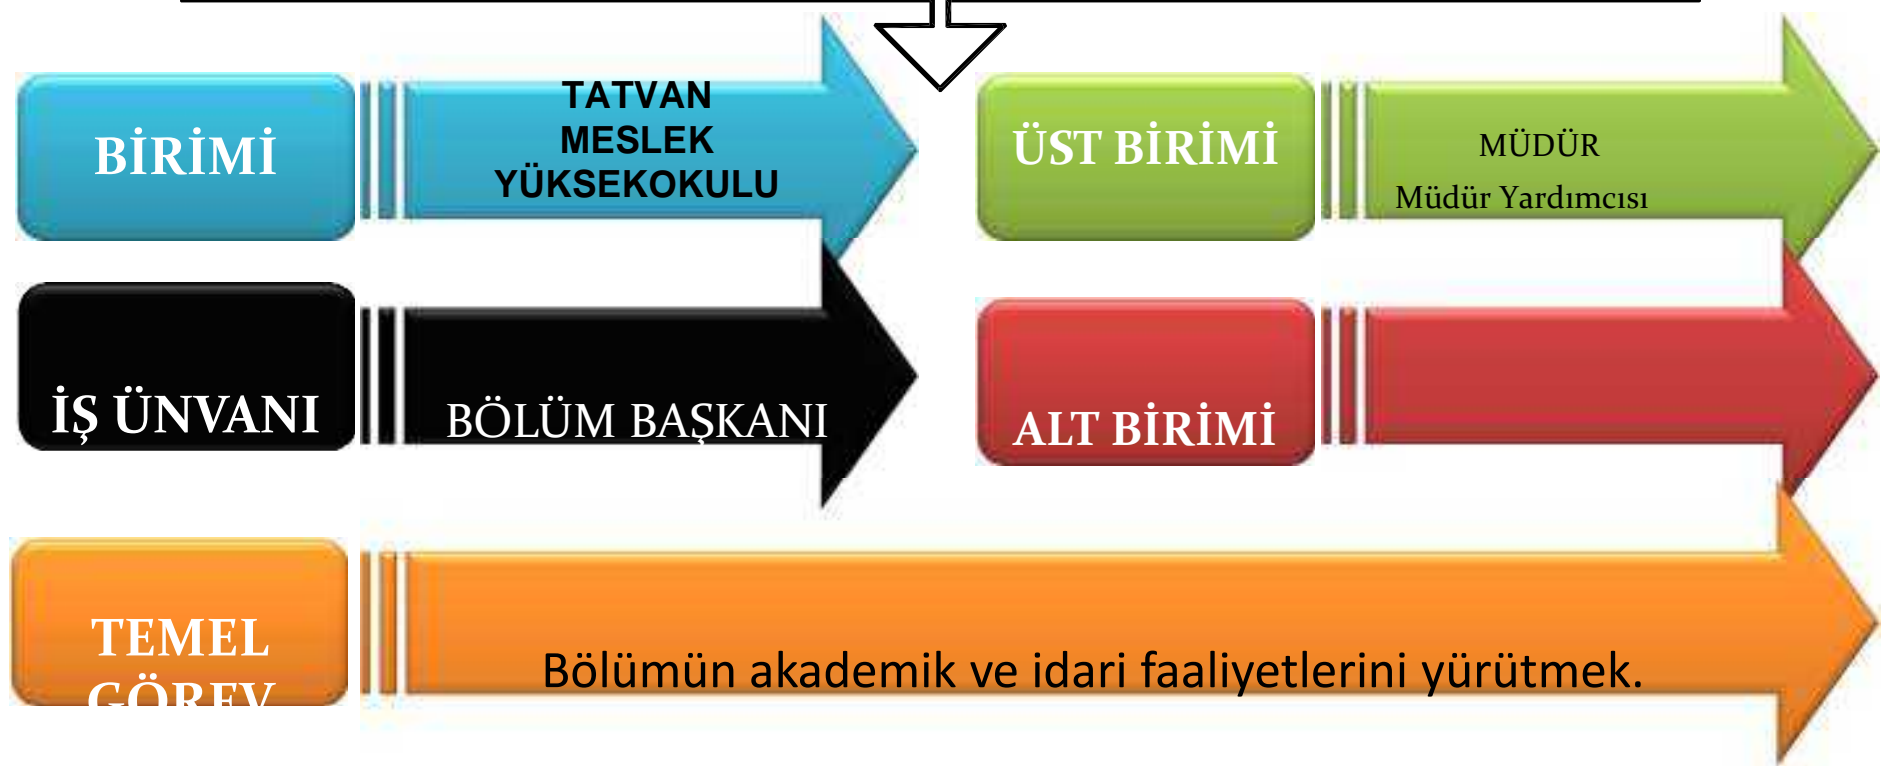 BİRİMİ
TATVAN
MESLEK
YÜKSEKOKULU
ÜST BİRİMİ
MÜDÜR
Müdür Yardımcısı
İŞ ÜNVANI
BÖLÜM BAŞKANI
ALT BİRİMİ
TEMEL
GÖREV
Bölümün akademik ve idari faaliyetlerini yürütmek.